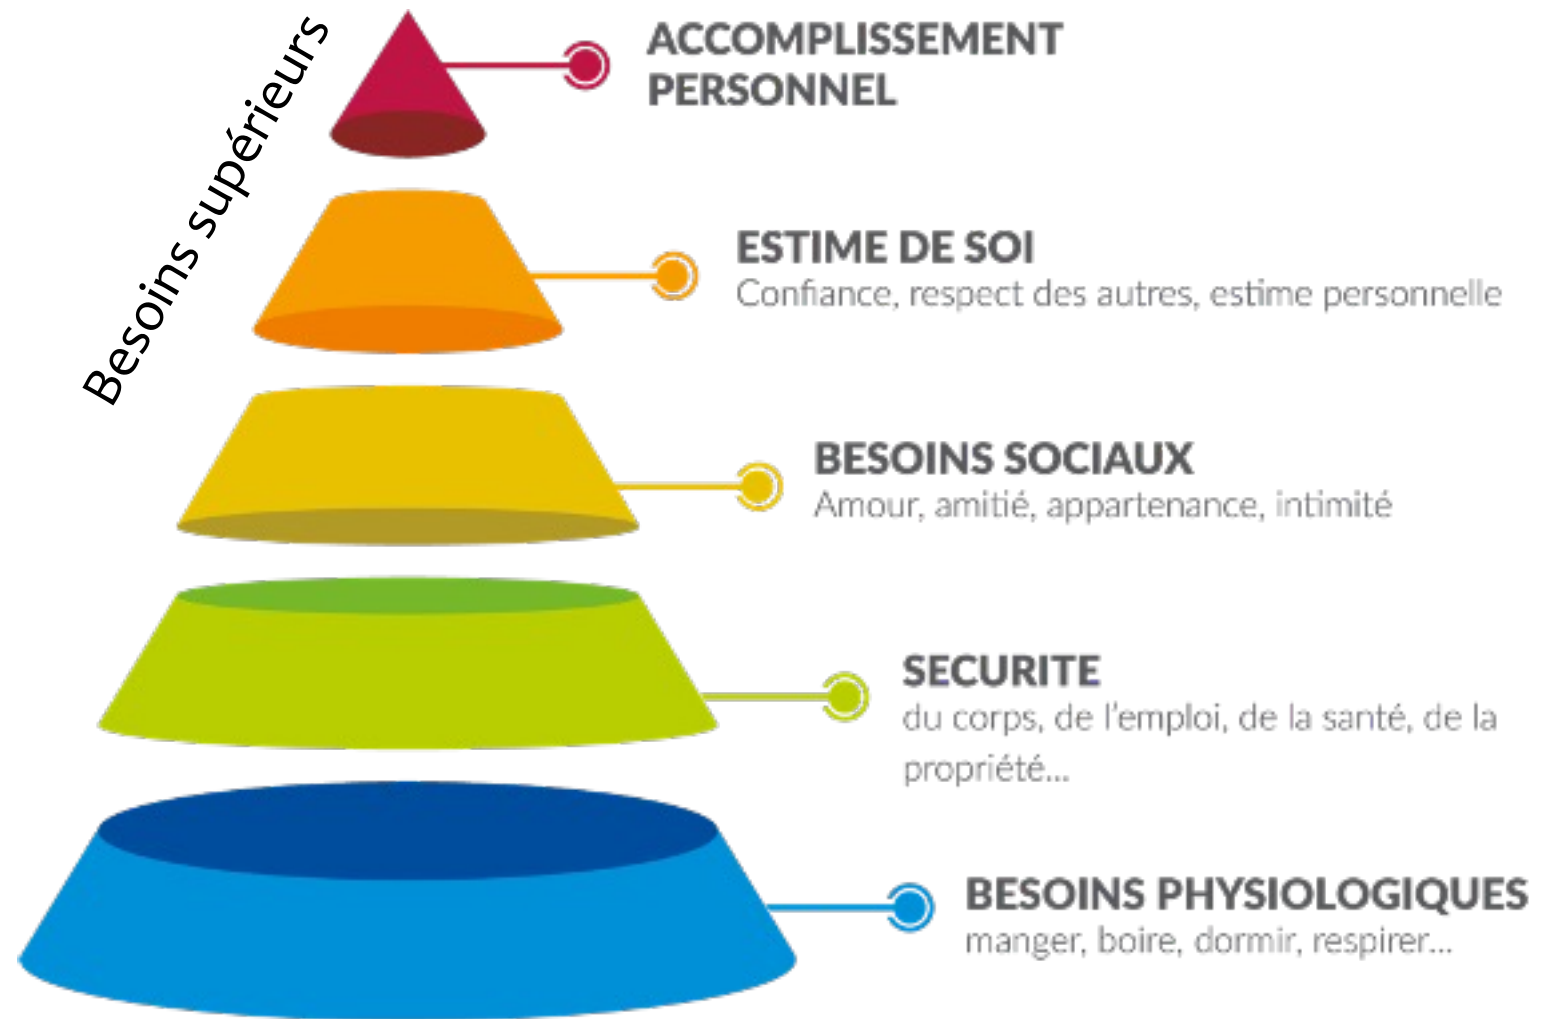 Besoins supérieurs
ACCOMPLISSEMENT
PERSONNEL
ESTIME DE SOI
Confiance, respect des autres, estime personnelle
BESOINS SOCIAUX
Amour, amitié, appartenance, intimité
SECURITE
du corps, de l'emploi, de la santé, de la
propriété...
BESOINS PHYSIOLOGIQUES
manger, boire, dormir, respirer...